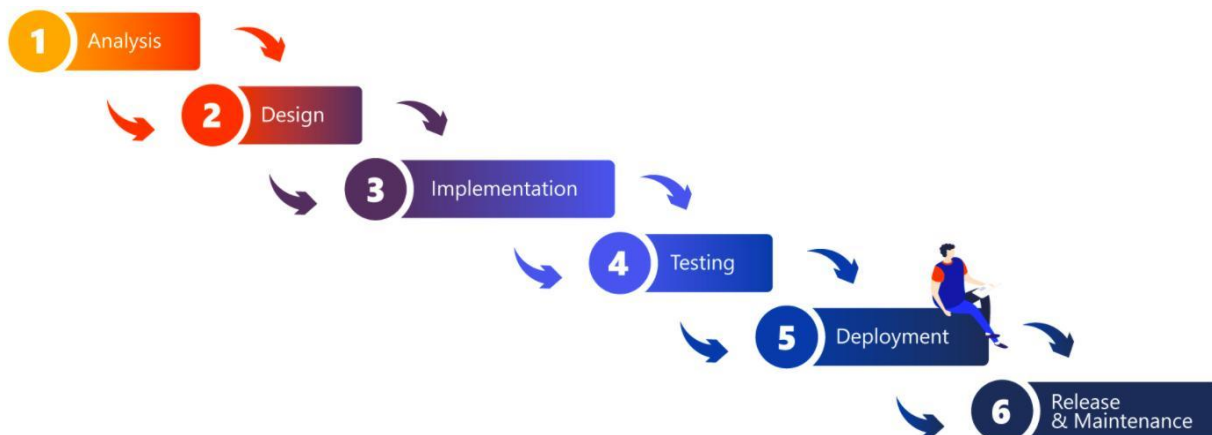 1 Analysis
2 Design
3 Implementation
4 Testing
5 Deployment
6 Release
& Maintenance